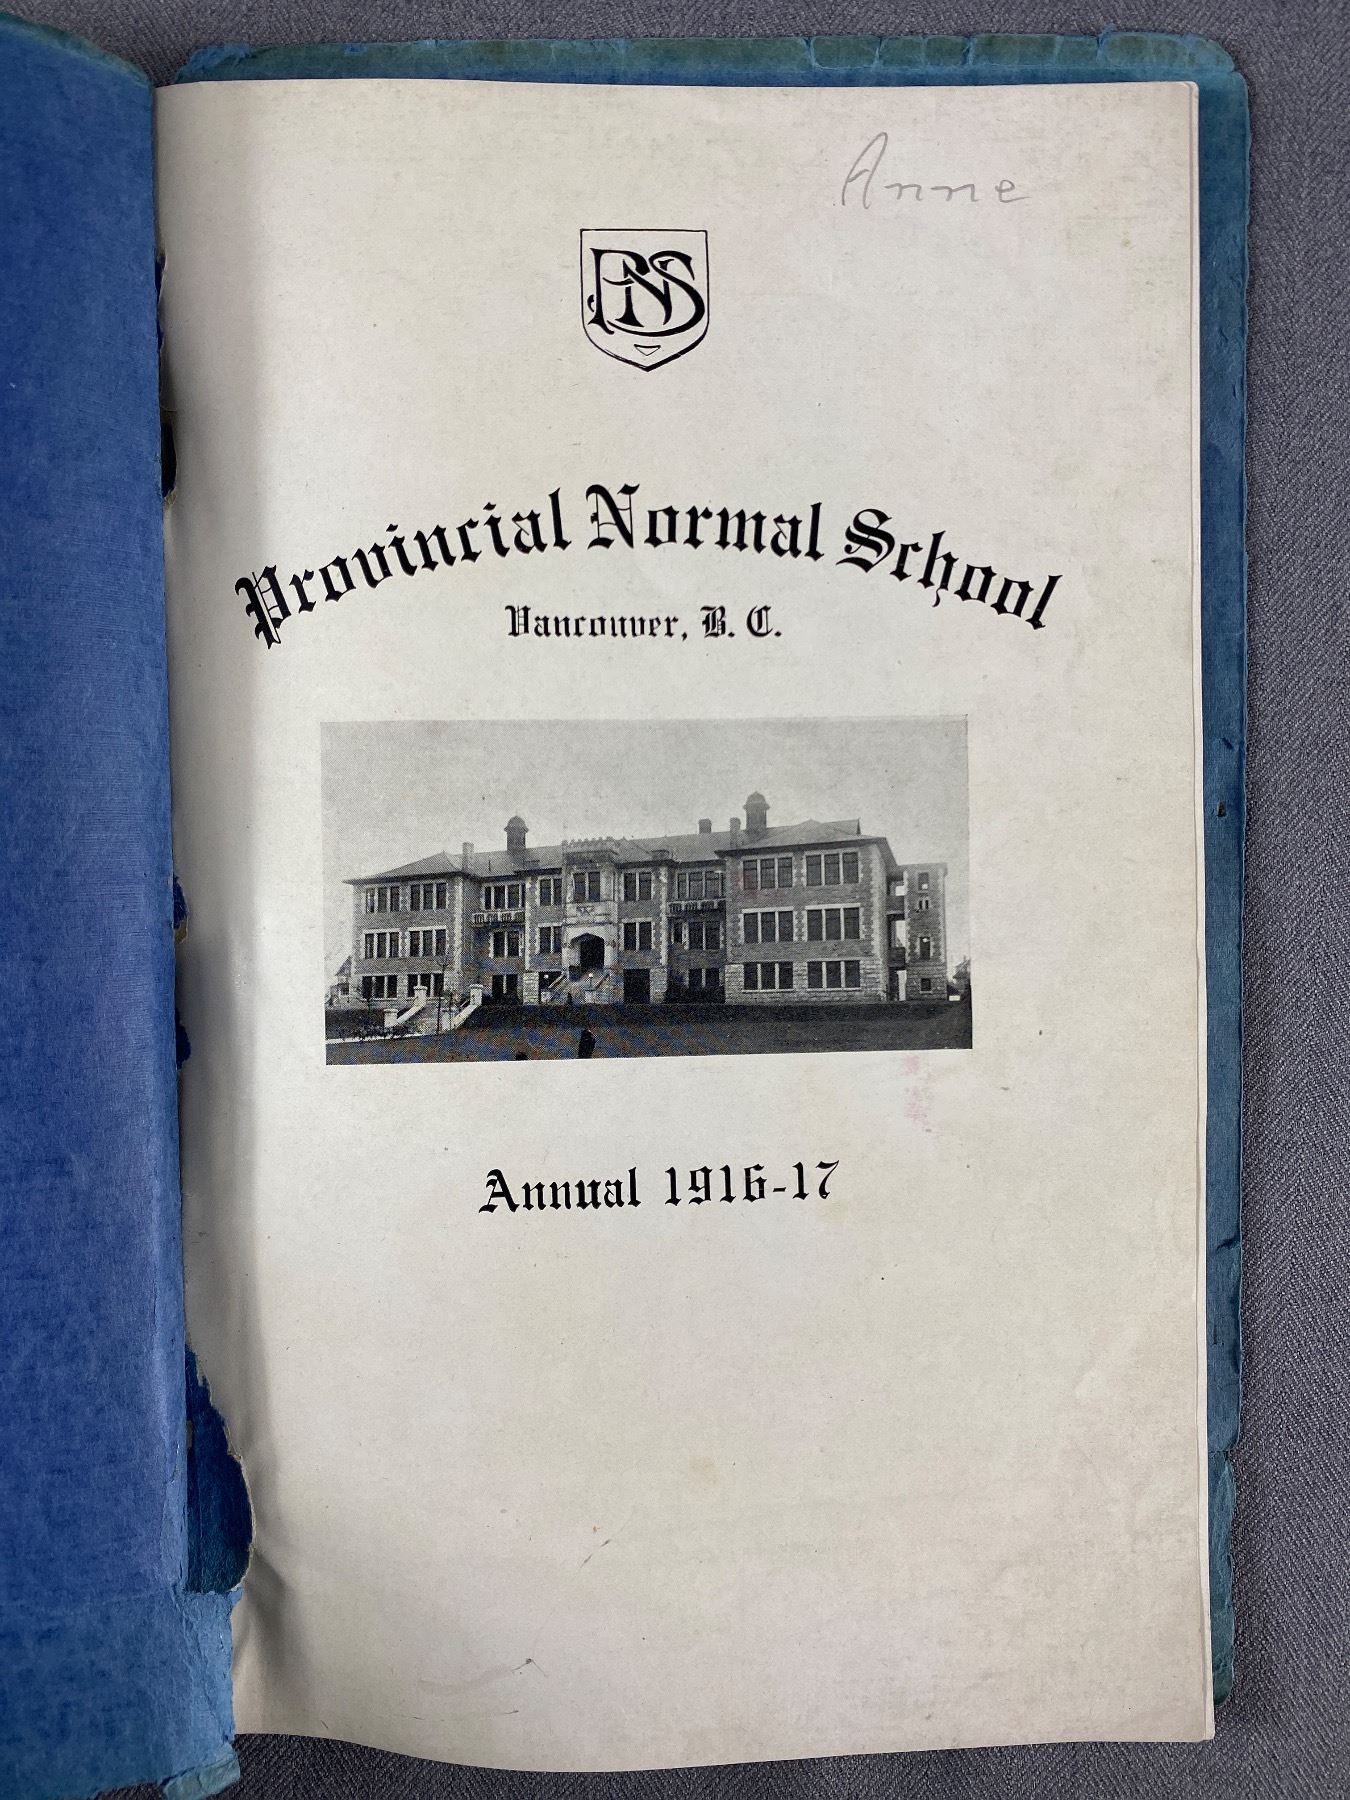 Anne
PNS
Provincial Normal School
Vancouver, B. C.
Annual 1916-17